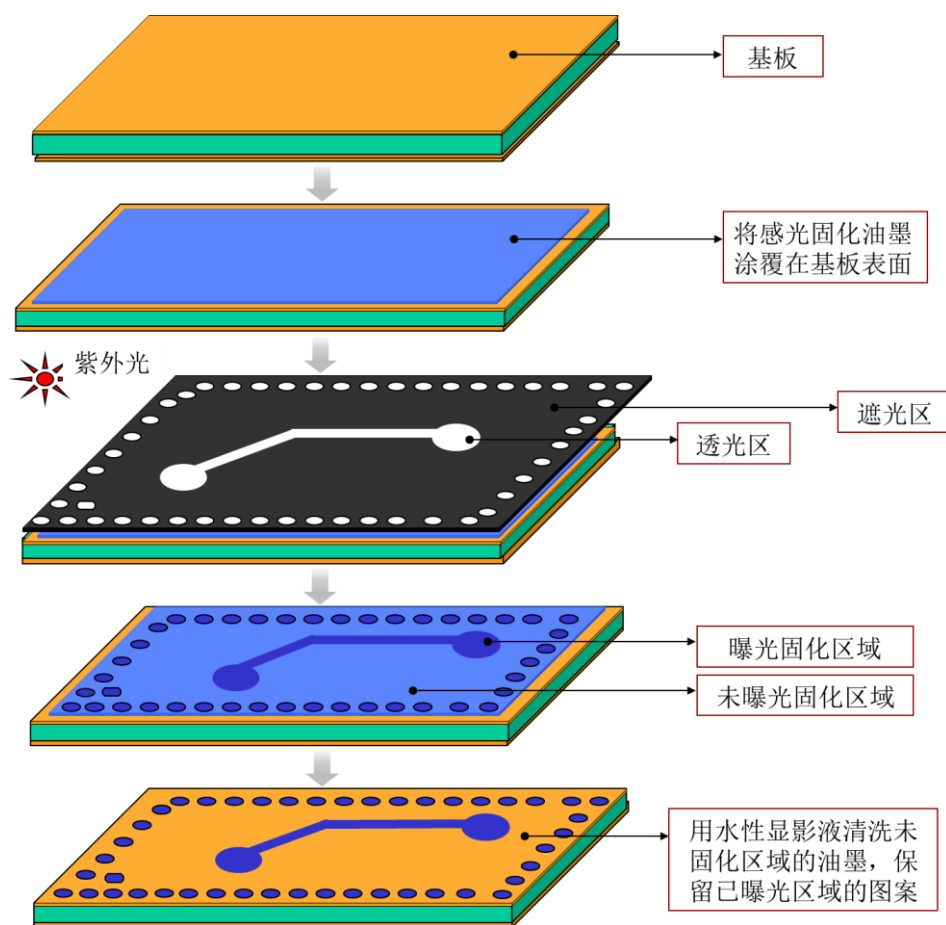 基板
将感光固化油墨
涂覆在基板表面
紫外光
遮光区
透光区
曝光固化区域
未曝光固化区域
用水性显影液清洗未
固化区域的油墨，保
留已曝光区域的图案